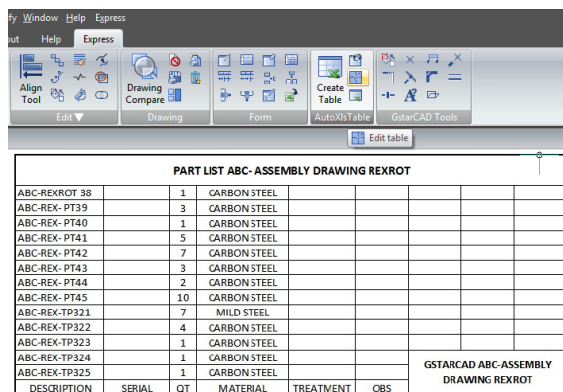 fy Window Help Express
out Help Express
Align Tool
Drawing Compare
Create Table
Edit Drawing Form AutoXlsTable GstarCAD Tools
Edit table
PART LIST ABC- ASSEMBLY DRAWING REXROT
ABC-REXROT 38 1 CARBON STEEL
ABC-REX- PT39 3 CARBON STEEL
ABC-REX- PT40 1 CARBON STEEL
ABC-REX- PT41 5 CARBON STEEL
ABC-REX- PT42 7 CARBON STEEL
ABC-REX- PT43 3 CARBON STEEL
ABC-REX- PT44 2 CARBON STEEL
ABC-REX- PT45 10 CARBON STEEL
ABC-REX-TP321 7 MILD STEEL
ABC-REX-TP322 4 CARBON STEEL
ABC-REX-TP323 1 CARBON STEEL
ABC-REX-TP324 1 CARBON STEEL
ABC-REX-TP325 1 CARBON STEEL
DESCRIPTION SERIAL QT MATERIAL TREATMENT OBS
GSTARCAD ABC-ASSEMBLY
DRAWING REXROT